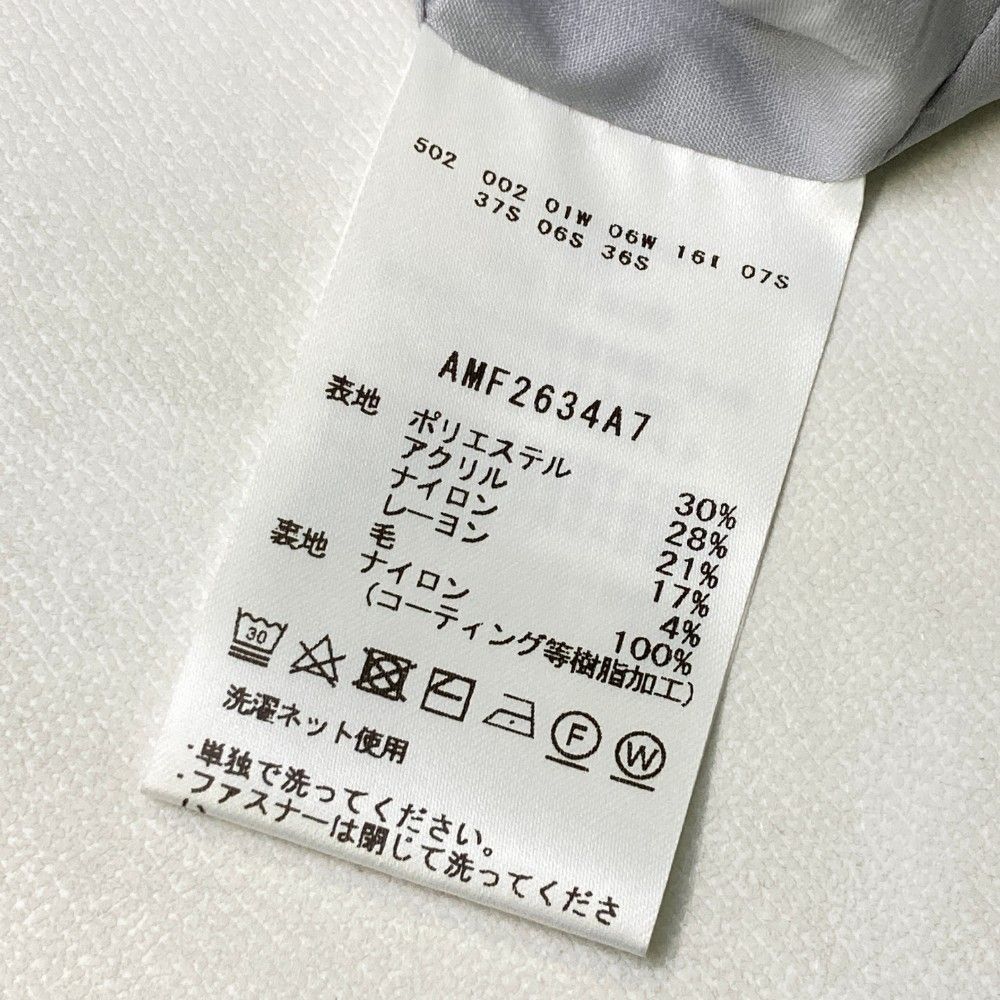 502 002 01W 06W 16I 07S
37S 06S 36S
AMF2634A7
表地 ポリエステル 30%
アクリル 28%
ナイロン 21%
レーヨン 17%
毛 4%
裏地 ナイロン 100%
(コーティング等樹脂加工)
30 F W
洗濯ネット使用
・単独で洗ってください。
・ファスナーは閉じて洗ってくださ
い